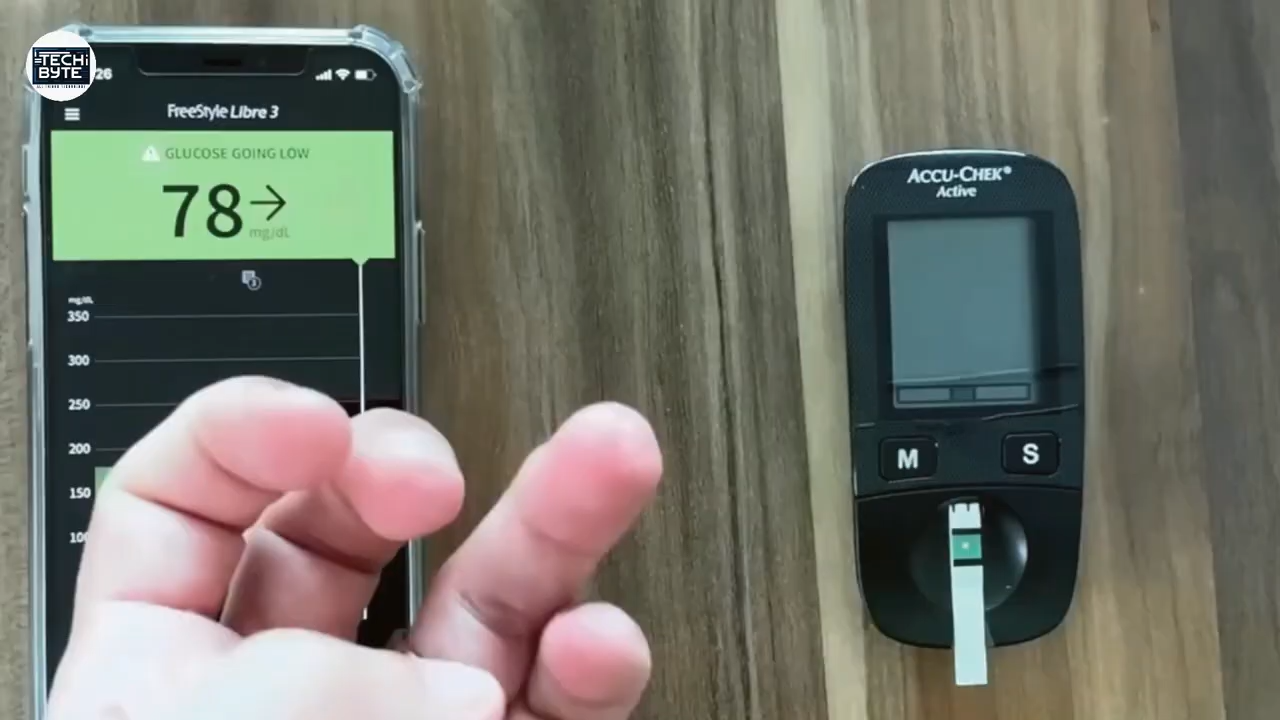 TECHi
BYTE
26
FreeStyle Libre 3
GLUCOSE GOING LOW
78→
mg/dL
mg/dL
350
300
250
200
150
100
ACCU-CHEK®
Active
M
S